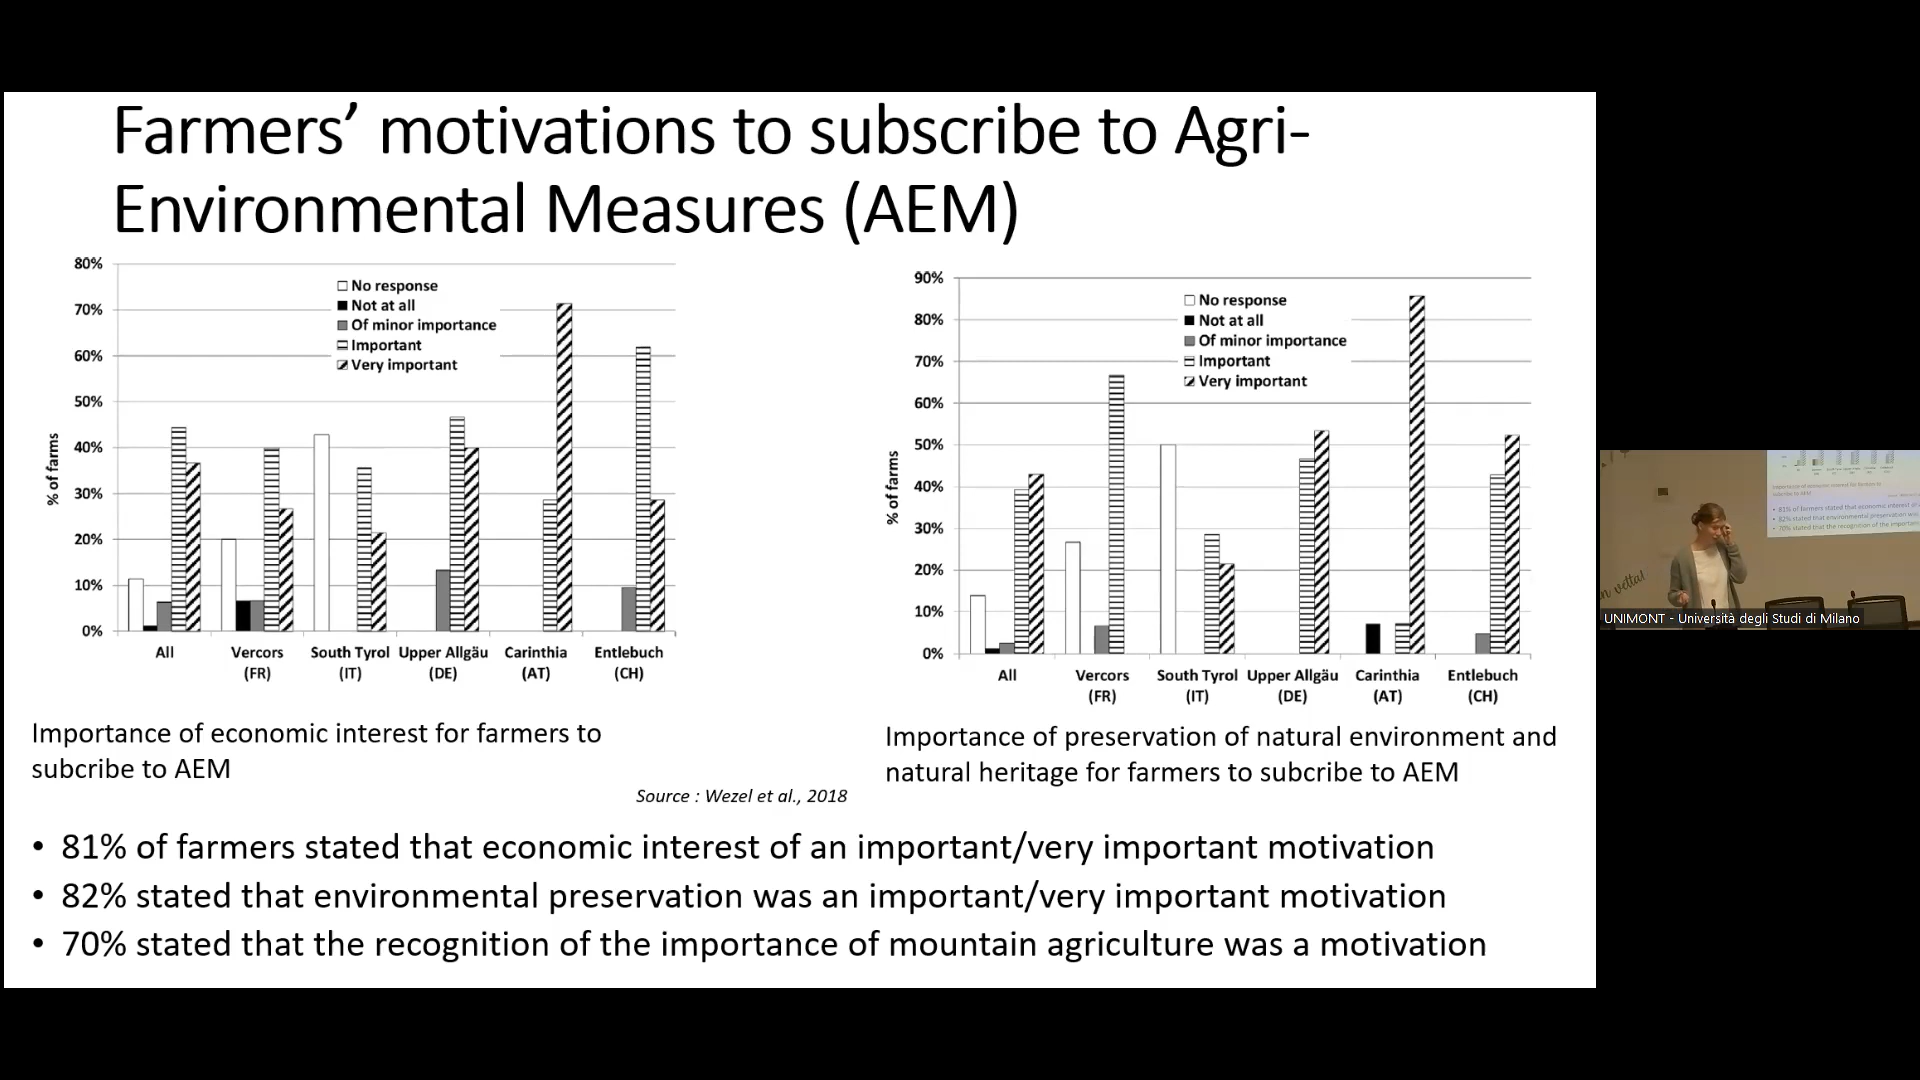 Farmers’ motivations to subscribe to Agri-
Environmental Measures (AEM)
80%
70%
60%
50%
40%
30%
20%
10%
0%
% of farms
No response
Not at all
Of minor importance
Important
Very important
All
Vercors
(FR)
South Tyrol
(IT)
Upper Allgäu
(DE)
Carinthia
(AT)
Entlebuch
(CH)
Importance of economic interest for farmers to
subcribe to AEM
90%
80%
70%
60%
50%
40%
30%
20%
10%
0%
% of farms
No response
Not at all
Of minor importance
Important
Very important
All
Vercors
(FR)
South Tyrol
(IT)
Upper Allgäu
(DE)
Carinthia
(AT)
Entlebuch
(CH)
Importance of preservation of natural environment and
natural heritage for farmers to subcribe to AEM
Source : Wezel et al., 2018
• 81% of farmers stated that economic interest of an important/very important motivation
• 82% stated that environmental preservation was an important/very important motivation
• 70% stated that the recognition of the importance of mountain agriculture was a motivation
UNIMONT - Università degli Studi di Milano